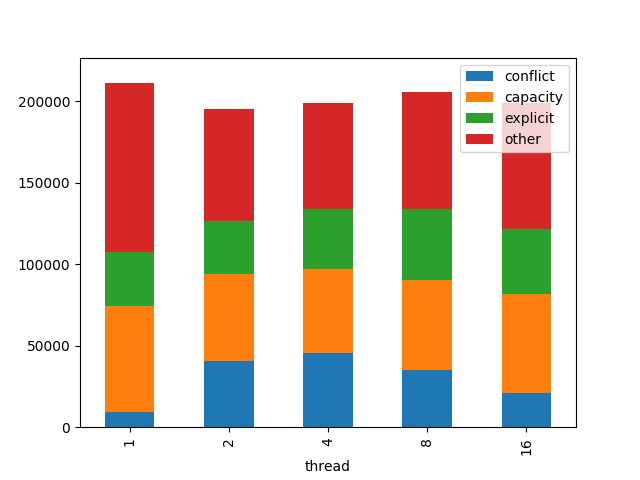 conflict
capacity
explicit
other
200000
150000
100000
50000
0
1
2
4
8
16
thread